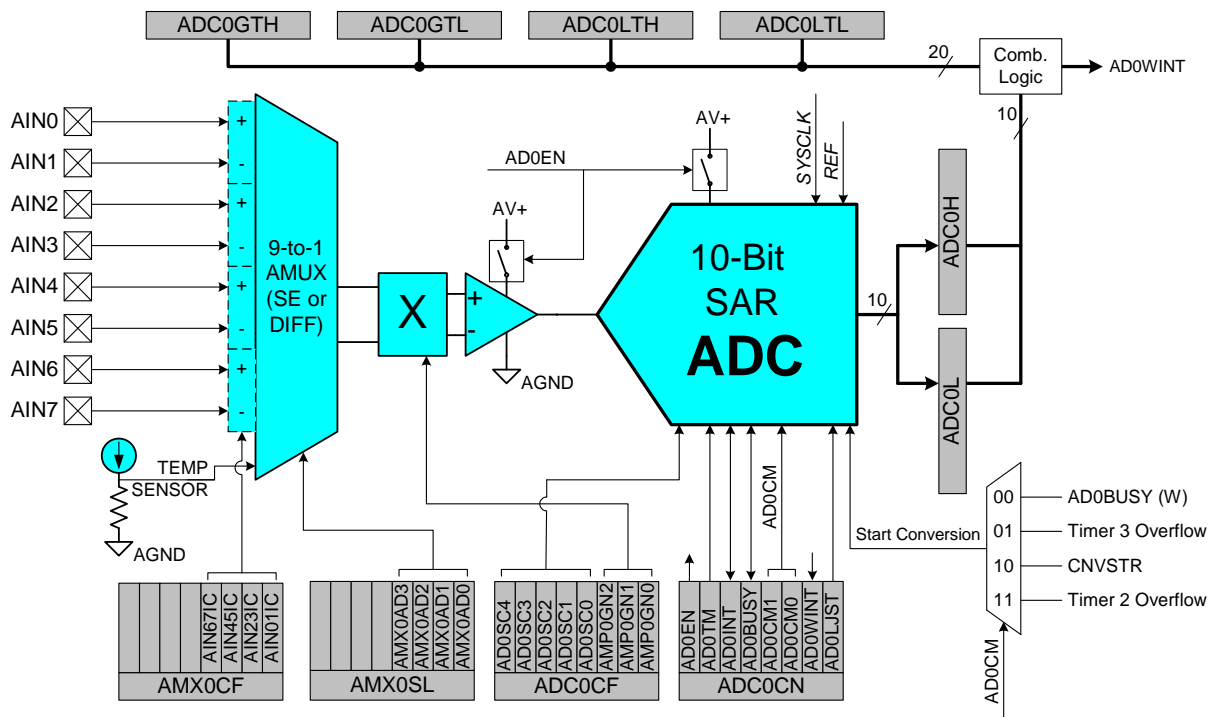 ADC0GTH
ADC0GTL
ADC0LTH
ADC0LTL
20
Comb.
Logic
AD0WINT
10
AIN0
AIN1
AIN2
AIN3
AIN4
AIN5
AIN6
AIN7
+
-
+
-
+
-
+
-
9-to-1
AMUX
(SE or
DIFF)
TEMP
SENSOR
AGND
X
+
-
AV+
AGND
AD0EN
AV+
SYSCLK
REF
10-Bit
SAR
ADC
10
ADC0H
ADC0L
Start Conversion
00
01
10
11
AD0BUSY (W)
Timer 3 Overflow
CNVSTR
Timer 2 Overflow
AD0CM
AD0CM
AIN67IC
AIN45IC
AIN23IC
AIN01IC
AMX0CF
AMX0AD3
AMX0AD2
AMX0AD1
AMX0AD0
AMX0SL
AD0SC4
AD0SC3
AD0SC2
AD0SC1
AD0SC0
AMP0GN2
AMP0GN1
AMP0GN0
ADC0CF
AD0EN
AD0TM
AD0INT
AD0BUSY
AD0CM1
AD0CM0
AD0WINT
AD0LJST
ADC0CN